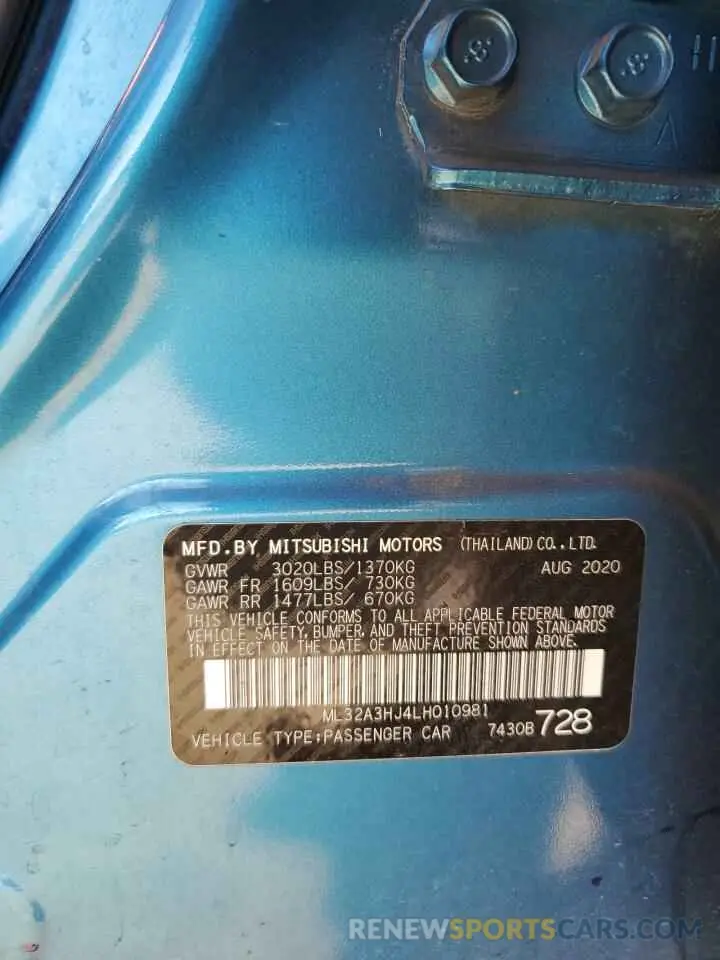 8 8
MFD.BY MITSUBISHI MOTORS (THAILAND)CO.,LTD.
GVWR 3020LBS/1370KG AUG 2020
GAWR FR 1609LBS/ 730KG
GAWR RR 1477LBS/ 670KG
THIS VEHICLE CONFORMS TO ALL APPLICABLE FEDERAL MOTOR
VEHICLE SAFETY, BUMPER, AND THEFT PREVENTION STANDARDS
IN EFFECT ON THE DATE OF MANUFACTURE SHOWN ABOVE.
ML32A3HJ4LH010981
VEHICLE TYPE:PASSENGER CAR 7430B 728
RENEWSPORTSCARS.COM